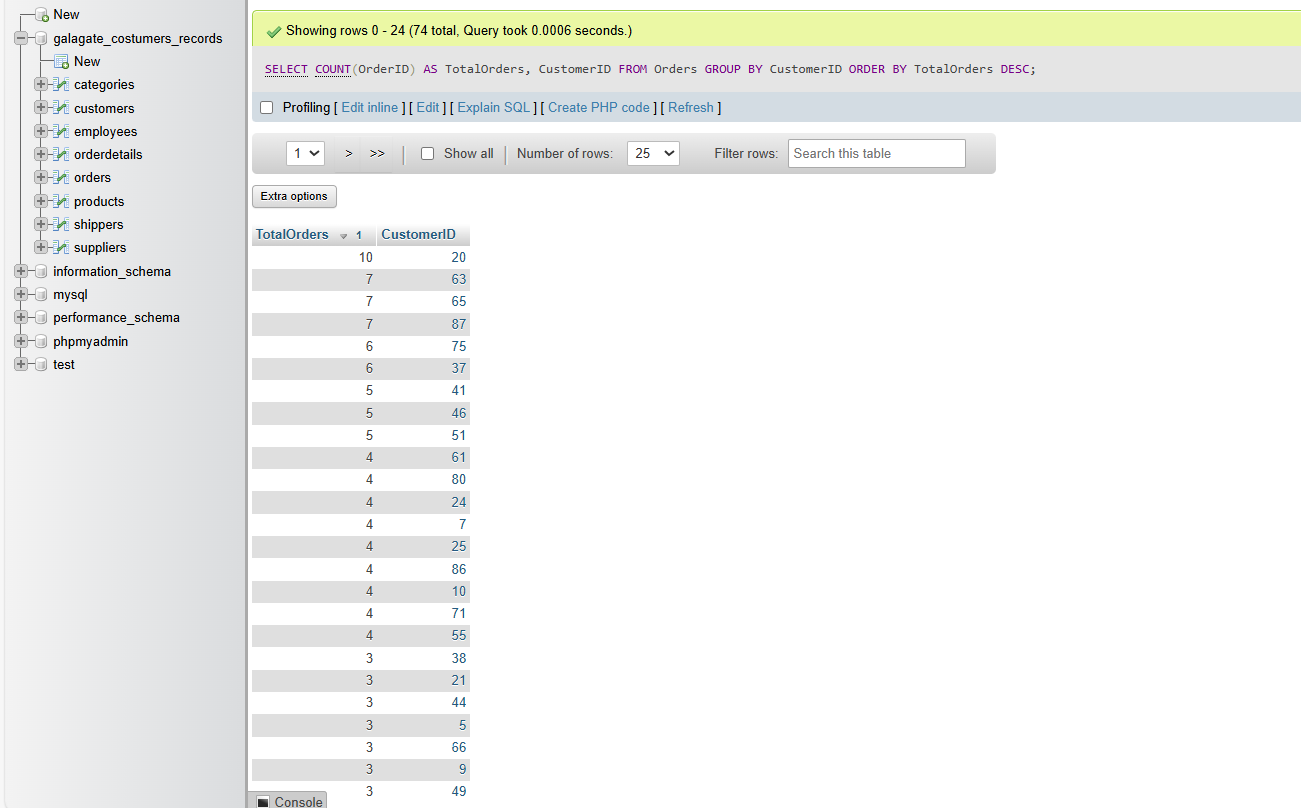 New
galagate_costumers_records
New
categories
customers
employees
orderdetails
orders
products
shippers
suppliers
information_schema
mysql
performance_schema
phpmyadmin
test
Showing rows 0 - 24 (74 total, Query took 0.0006 seconds.)
SELECT COUNT(OrderID) AS TotalOrders, CustomerID FROM Orders GROUP BY CustomerID ORDER BY TotalOrders DESC;
Profiling [ Edit inline ] [ Edit ] [ Explain SQL ] [ Create PHP code ] [ Refresh ]
1 > >> | Show all | Number of rows: 25 Filter rows: Search this table
Extra options
TotalOrders 1 CustomerID
10 20
7 63
7 65
7 87
6 75
6 37
5 41
5 46
5 51
4 61
4 80
4 24
4 7
4 25
4 86
4 10
4 71
4 55
3 38
3 21
3 44
3 5
3 66
3 9
3 49
Console